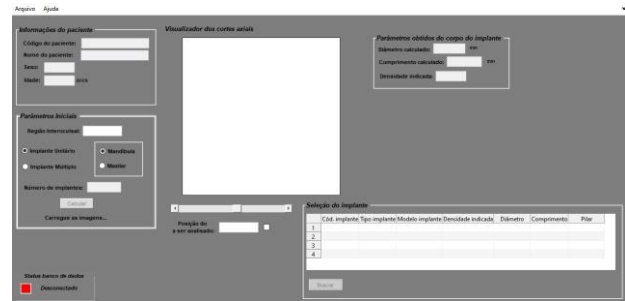 Arquivo Ajuda
Informações do paciente
Código do paciente:
Nome do paciente:
Sexo:
Idade: anos
Visualizador dos cortes axiais
Parâmetros obtidos do corpo do implante
Diâmetro calculado: mm
Comprimento calculado: mm
Densidade indicada:
Parâmetros Iniciais
Região Interoclusal:
Implante Unitário
Mandíbula
Implante Múltiplo
Maxilar
Número de implantes:
Calcular
Carregue as imagens...
Posição do
a ser analisado:
Seleção do implante
Cód. implante Tipo implante Modelo implante Densidade indicada Diâmetro Comprimento Pilar
1
2
3
4
Buscar
Status banco de dados
Desconectado